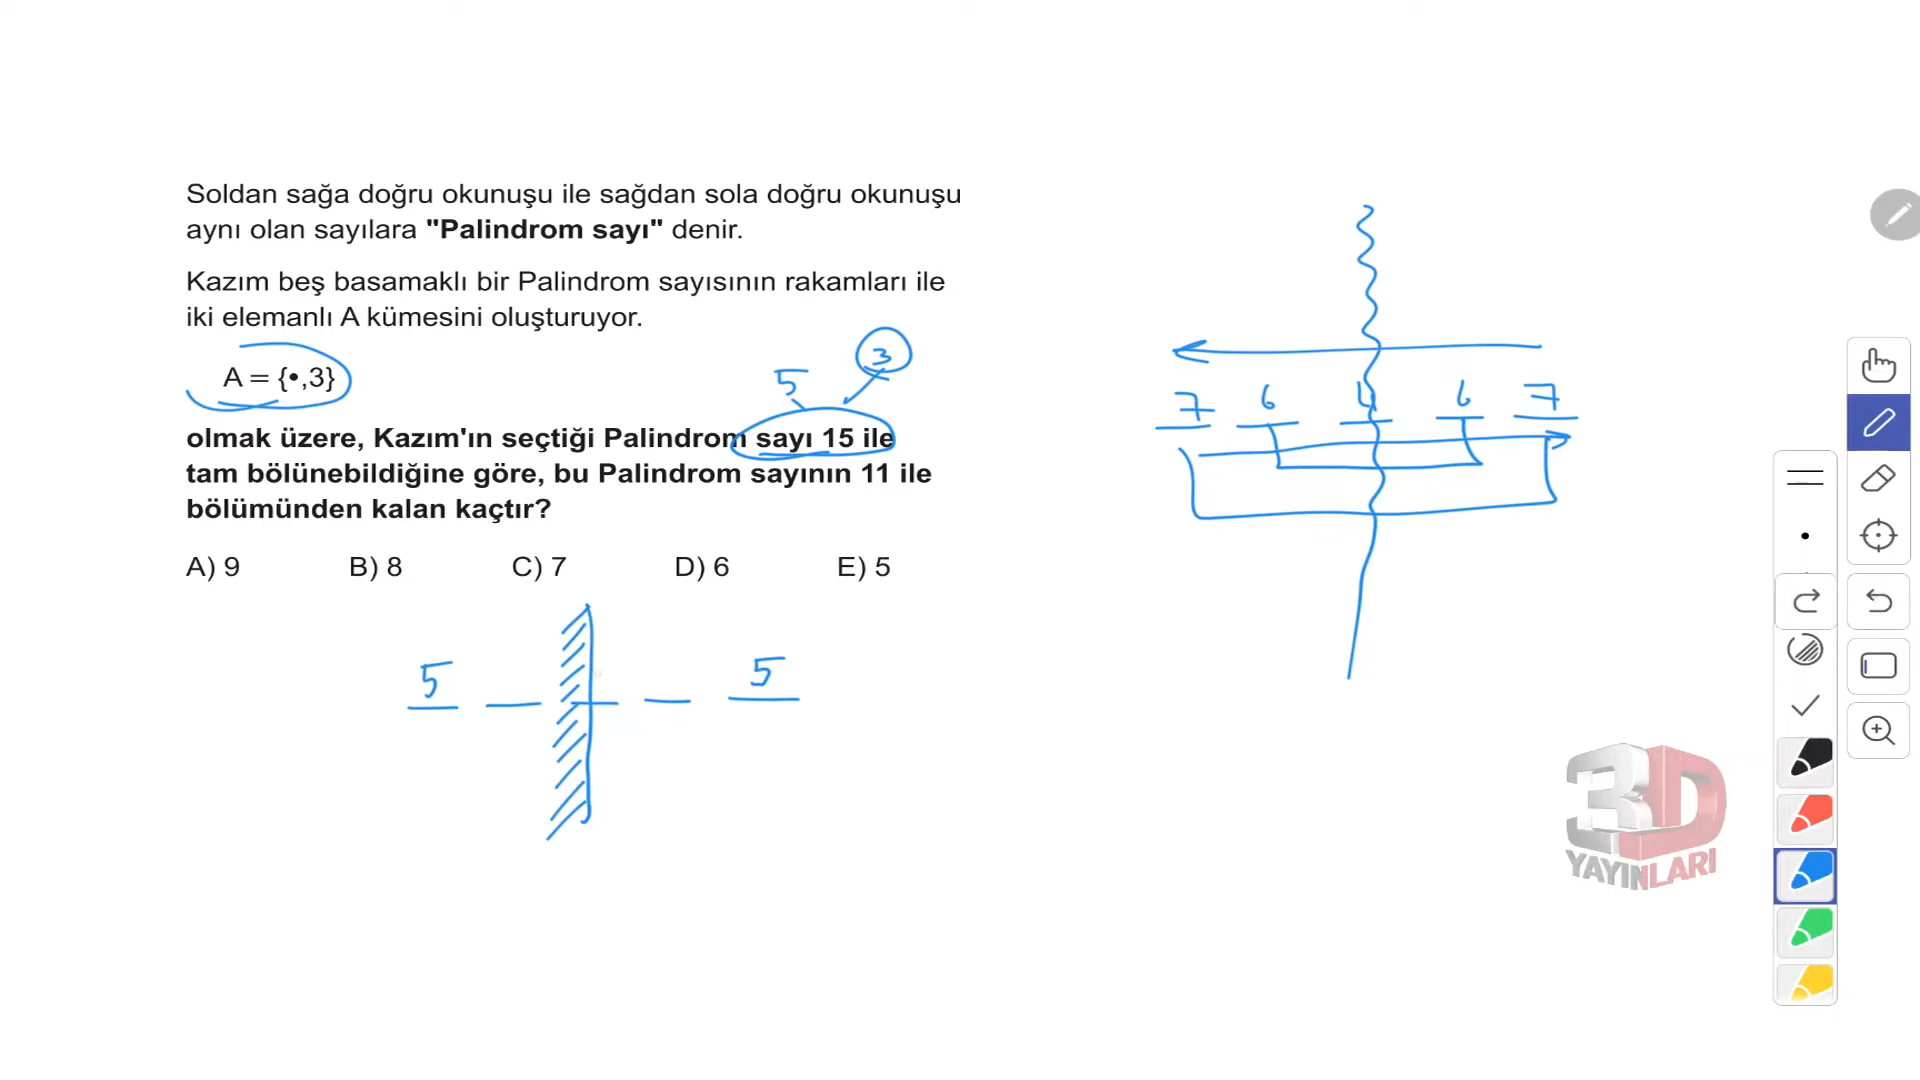 Soldan sağa doğru okunuşu ile sağdan sola doğru okunuşu
aynı olan sayılara "Palindrom sayı" denir.
Kazım beş basamaklı bir Palindrom sayısının rakamları ile
iki elemanlı A kümesini oluşturuyor.
A = {•,3}
5 3
olmak üzere, Kazım'ın seçtiği Palindrom sayı 15 ile
tam bölünebildiğine göre, bu Palindrom sayının 11 ile
bölümünden kalan kaçtır?
A) 9 B) 8 C) 7 D) 6 E) 5
5 5
7 6 4 6 7
3D
YAYINLARI